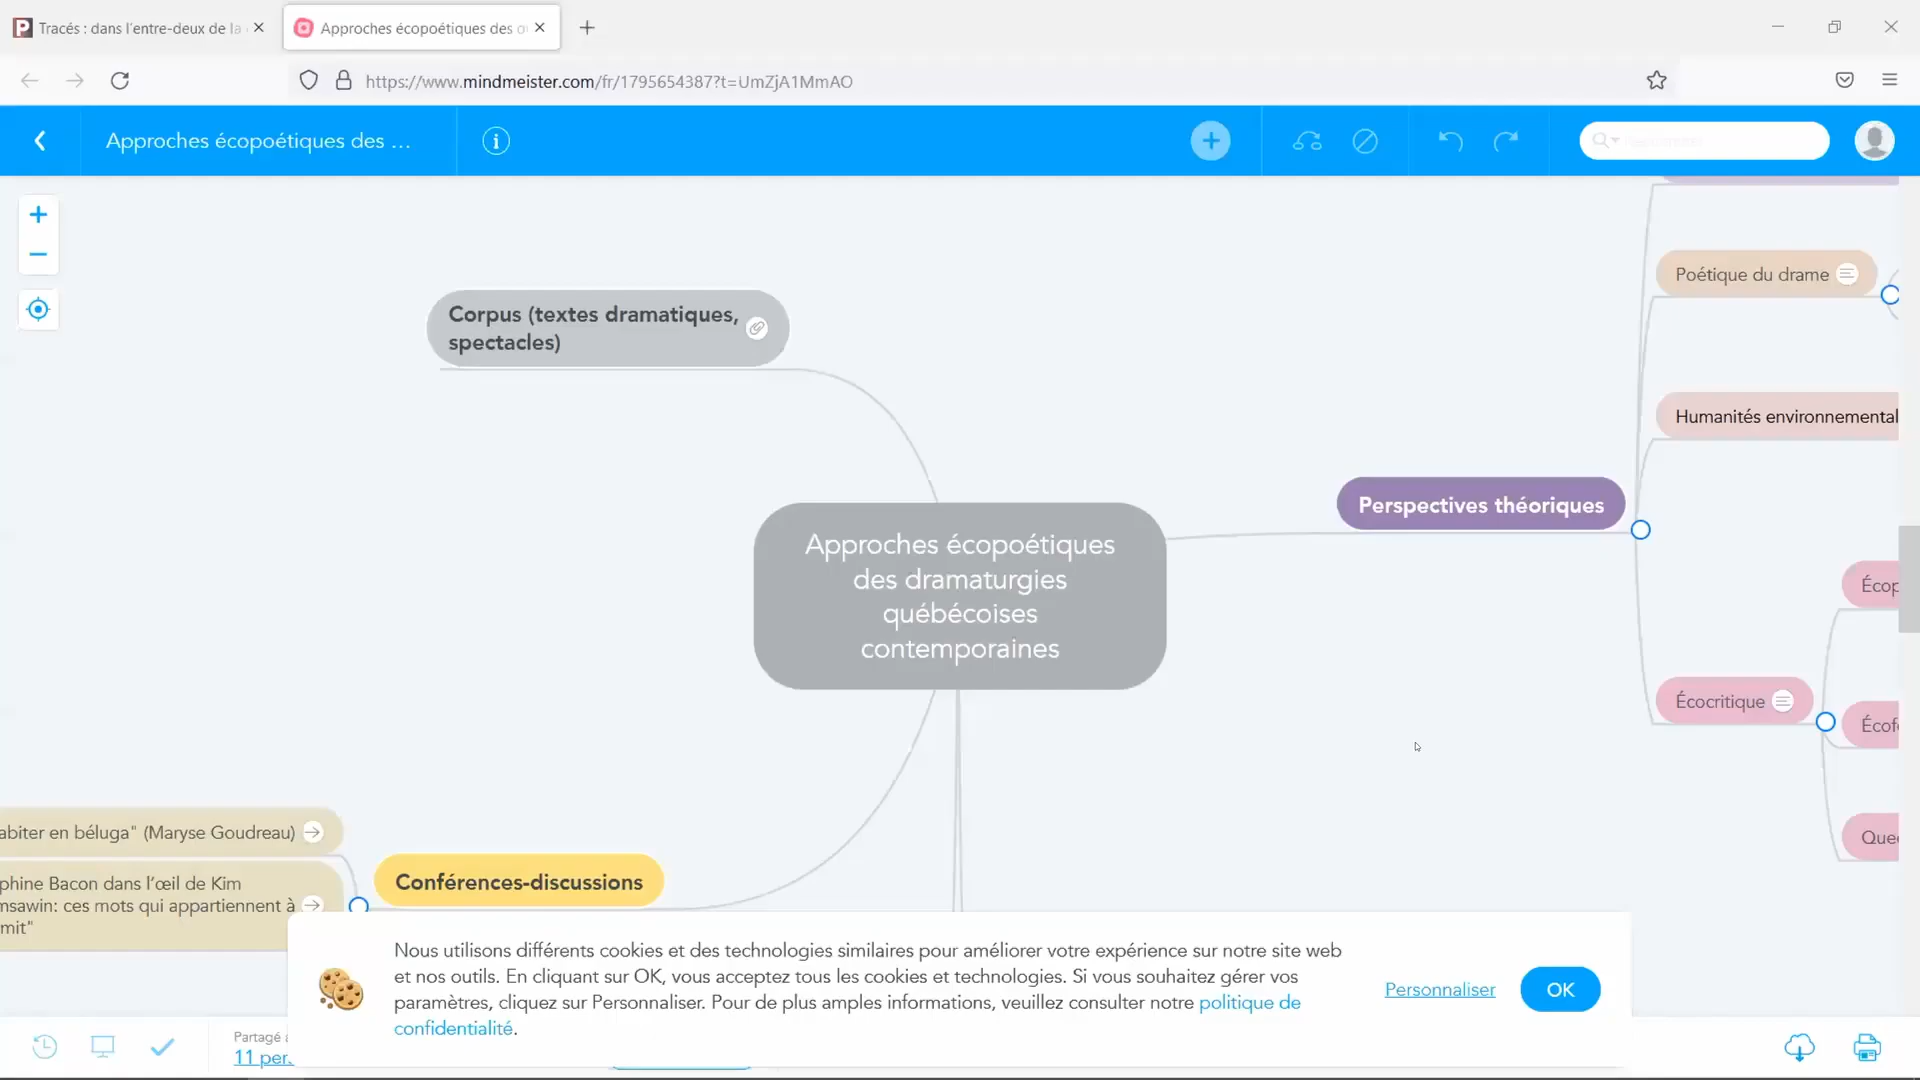 Tracés : dans l'entre-deux de la
Approches écopoétiques des
https://www.mindmeister.com/fr/1795654387?t=UmZjA1MmAO
Approches écopoétiques des ...
Poétique du drame
Corpus (textes dramatiques,
spectacles)
Humanités environnemental
Perspectives théoriques
Approches écopoétiques
des dramaturgies
québécoises
contemporaines
Écop
Écocritique
Écof
Quee
abiter en béluga" (Maryse Goudreau)
Conférences-discussions
phine Bacon dans l'œil de Kim
nsawin: ces mots qui appartiennent à
mit"
Nous utilisons différents cookies et des technologies similaires pour améliorer votre expérience sur notre site web
et nos outils. En cliquant sur OK, vous acceptez tous les cookies et technologies. Si vous souhaitez gérer vos
paramètres, cliquez sur Personnaliser. Pour de plus amples informations, veuillez consulter notre politique de
confidentialité.
Personnaliser
OK
Partagé a
11 per.